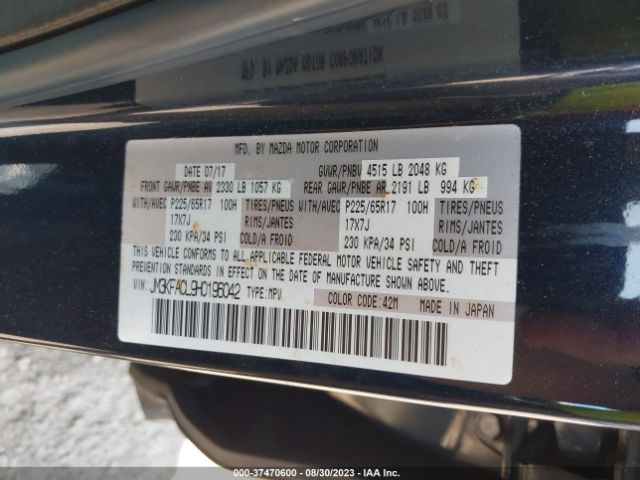 MFD. BY MAZDA MOTOR CORPORATION
DATE 07/17 GVWR/PNBV 4515 LB 2048 KG
FRONT GAWR/PNBE AV 2330 LB 1057 KG REAR GAWR/PNBE AR 2191 LB 994 KG
WITH/AVEC P225/65R17 100H TIRES/PNEUS WITH/AVEC P225/65R17 100H TIRES/PNEUS
17X7J RIMS/JANTES 17X7J RIMS/JANTES
230 KPA/34 PSI COLD/A FROID 230 KPA/34 PSI COLD/A FROID
THIS VEHICLE CONFORMS TO ALL APPLICABLE FEDERAL MOTOR VEHICLE SAFETY AND THEFT
PREVENTION STANDARDS IN EFFECT ON THE DATE OF MANUFACTURE SHOWN ABOVE.
VIN: JM3KFACL9H0196042 TYPE:MPV COLOR CODE:42M MADE IN JAPAN
000-37470600 - 08/30/2023 - IAA Inc.